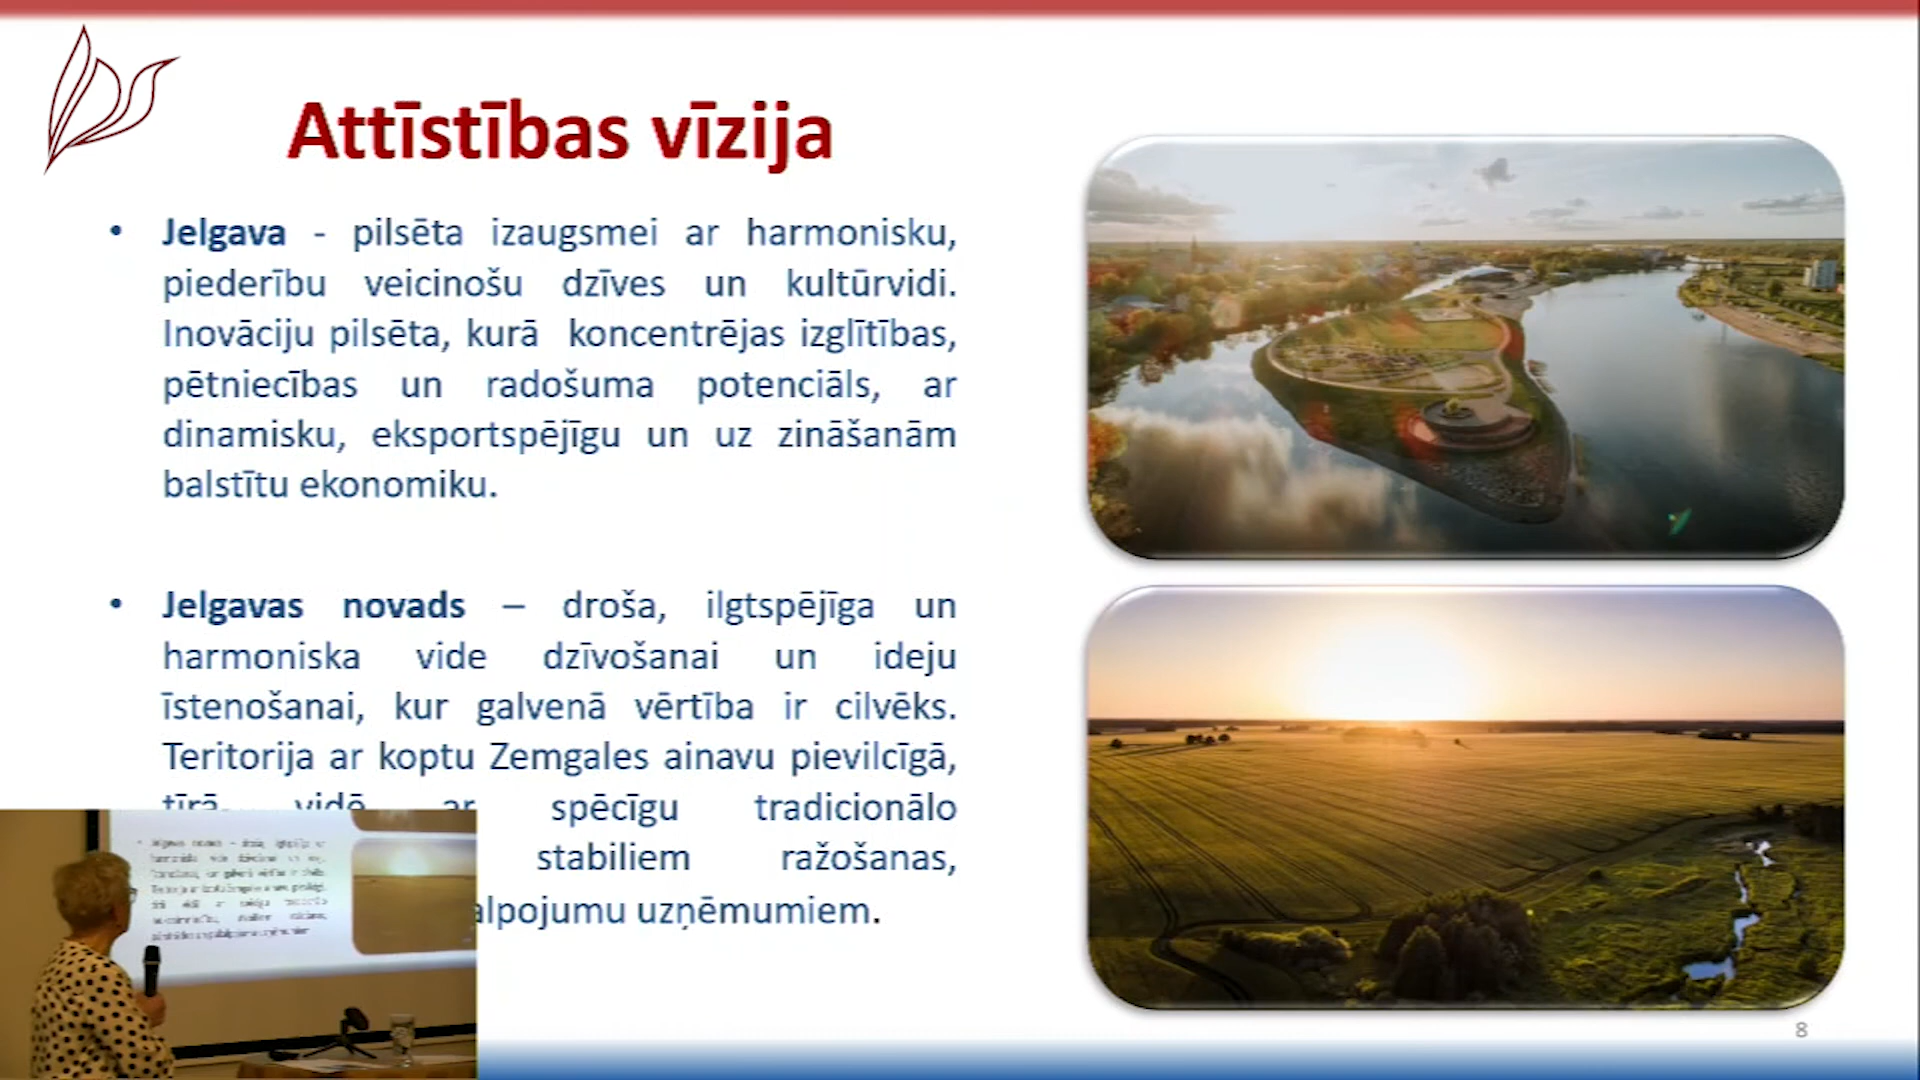 Attīstības vīzija
• Jelgava - pilsēta izaugsmei ar harmonisku,
piederību veicinošu dzīves un kultūrvidi.
Inovāciju pilsēta, kurā koncentrējas izglītības,
pētniecības un radošuma potenciāls, ar
dinamisku, eksportspējīgu un uz zināšanām
balstītu ekonomiku.
• Jelgavas novads – droša, ilgtspējīga un
harmoniska vide dzīvošanai un ideju
īstenošanai, kur galvenā vērtība ir cilvēks.
Teritorija ar koptu Zemgales ainavu pievilcīgā,
tīrā vidē ar spēcīgu tradicionālo
stabiliem ražošanas,
alpojumu uzņēmumiem.
8